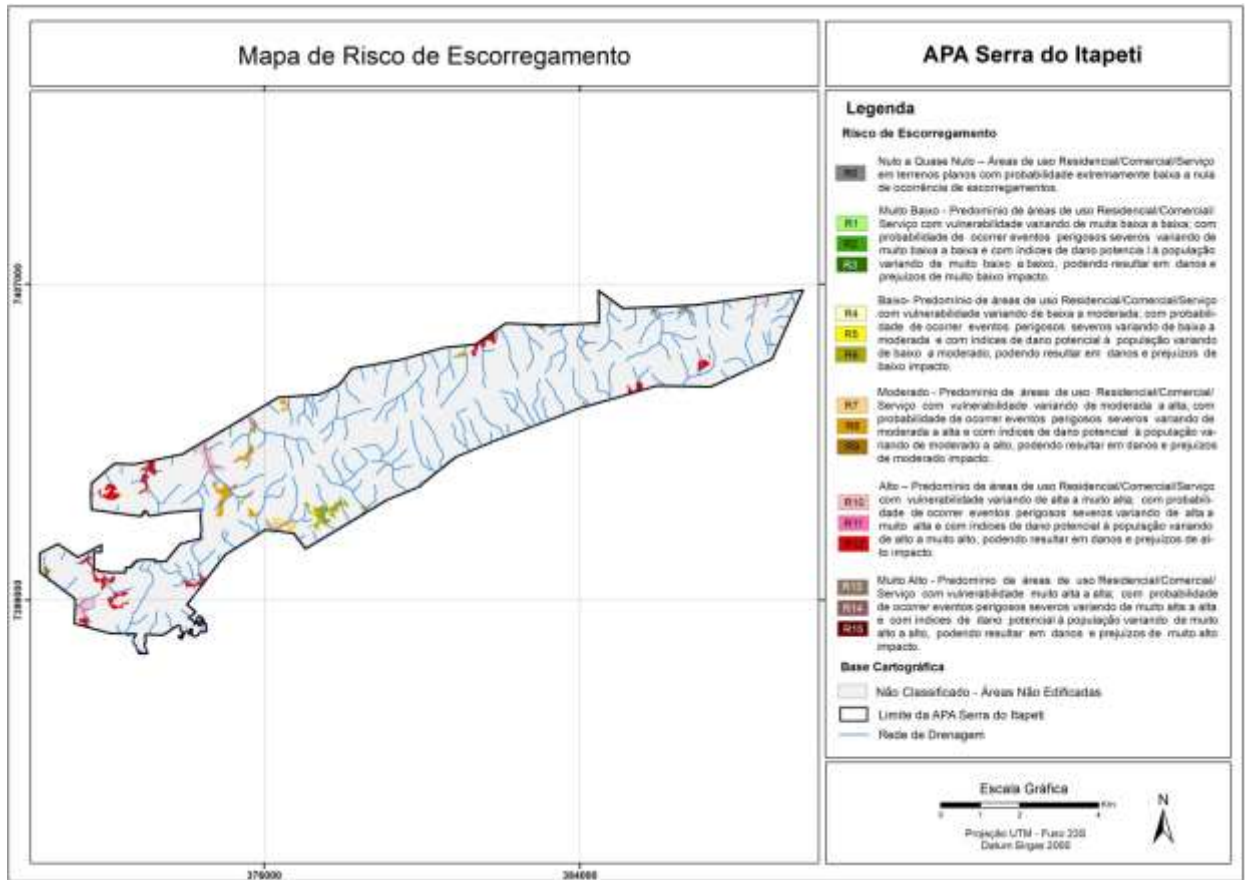 Mapa de Risco de Escorregamento
APA Serra do Itapeti
Legenda
Risco de Escorregamento
R0
Nulo a Quase Nulo – Áreas de uso Residencial/Comercial/Serviço
em terrenos planos com probabilidade extremamente baixa a nula
de ocorrência de escorregamentos.
R1
R2
R3
Muito Baixo - Predomínio de áreas de uso Residencial/Comercial/
Serviço com vulnerabilidade variando de muito baixa a baixa; com
probabilidade de ocorrer eventos perigosos severos variando de
muito baixa a baixa e com índices de dano potencial à população
variando de muito baixo a baixo, podendo resultar em danos e
prejuízos de muito baixo impacto.
R4
R5
R6
Baixo- Predomínio de áreas de uso Residencial/Comercial/Serviço
com vulnerabilidade variando de baixa a moderada; com probabili-
dade de ocorrer eventos perigosos severos variando de baixa a
moderada e com índices de dano potencial à população variando
de baixo a moderado, podendo resultar em danos e prejuízos de
baixo impacto.
R7
R8
R9
Moderado - Predomínio de áreas de uso Residencial/Comercial/
Serviço com vulnerabilidade variando de moderada a alta, com
probabilidade de ocorrer eventos perigosos severos variando de
moderada a alta e com índices de dano potencial à população va-
riando de moderado a alto, podendo resultar em danos e prejuízos
de moderado impacto.
R10
R11
R12
Alto – Predomínio de áreas de uso Residencial/Comercial/Serviço
com vulnerabilidade variando de alta a muito alta; com probabili-
dade de ocorrer eventos perigosos severos variando de alta a
muito alta e com índices de dano potencial à população variando
de alto a muito alto, podendo resultar em danos e prejuízos de al-
to impacto.
R13
R14
R15
Muito Alto - Predomínio de áreas de uso Residencial/Comercial/
Serviço com vulnerabilidade muito alta a alta; com probabilidade
de ocorrer eventos perigosos severos variando de muito alta a alta
e com índices de dano potencial à população variando de muito
alto a alto, podendo resultar em danos e prejuízos de muito alto
impacto.
Base Cartográfica
Não Classificado - Áreas Não Edificadas
Limite da APA Serra do Itapeti
Rede de Drenagem
Escala Gráfica
0 1 2 4 Km
N
Projeção UTM - Fuso 23S
Datum Sirgas 2000
7407000
7399000
376000
384000